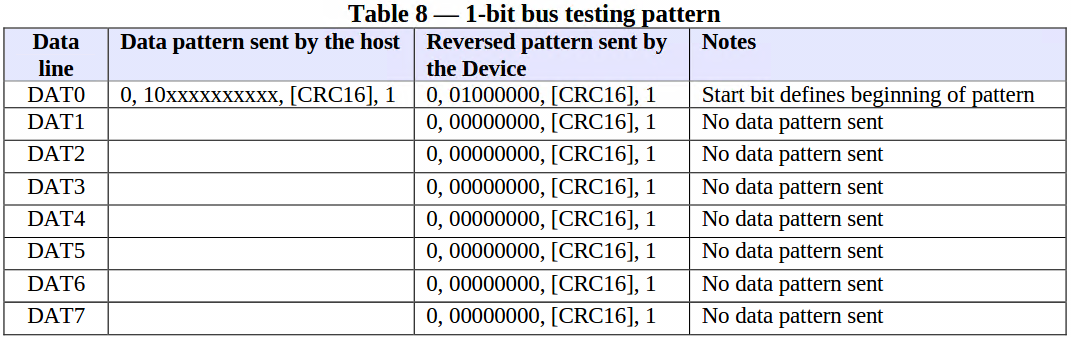 Table 8 — 1-bit bus testing pattern
Data line | Data pattern sent by the host | Reversed pattern sent by the Device | Notes
DAT0 | 0, 10xxxxxxxxxx, [CRC16], 1 | 0, 01000000, [CRC16], 1 | Start bit defines beginning of pattern
DAT1 | | 0, 00000000, [CRC16], 1 | No data pattern sent
DAT2 | | 0, 00000000, [CRC16], 1 | No data pattern sent
DAT3 | | 0, 00000000, [CRC16], 1 | No data pattern sent
DAT4 | | 0, 00000000, [CRC16], 1 | No data pattern sent
DAT5 | | 0, 00000000, [CRC16], 1 | No data pattern sent
DAT6 | | 0, 00000000, [CRC16], 1 | No data pattern sent
DAT7 | | 0, 00000000, [CRC16], 1 | No data pattern sent